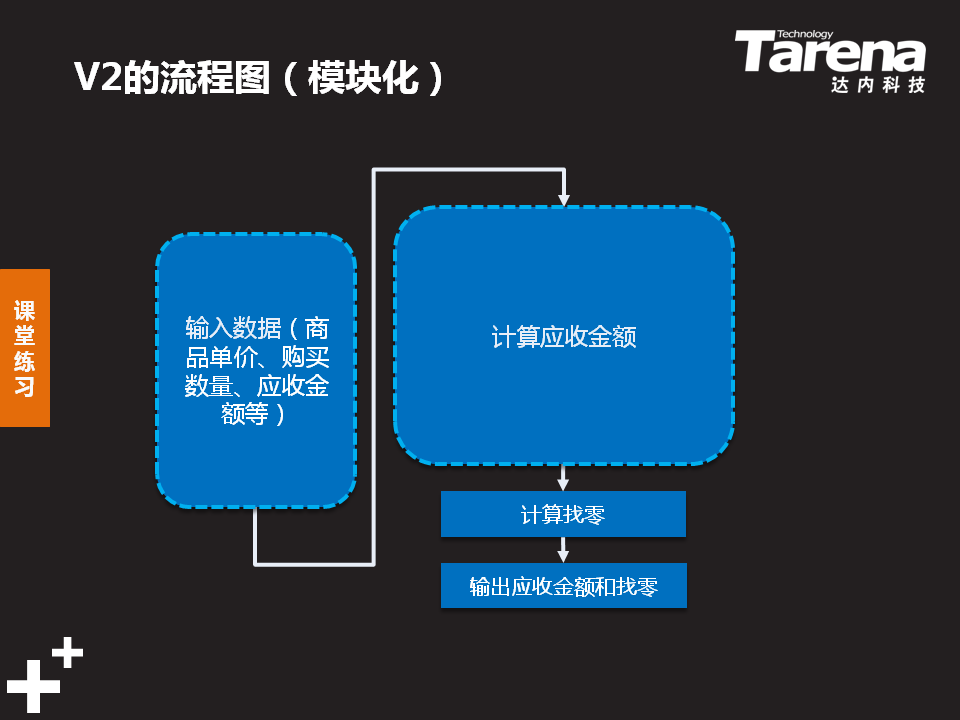 V2的流程图（模块化）
Technology
Tarena
达内科技
课
堂
练
习
输入数据（商
品单价、购买
数量、应收金
额等）
计算应收金额
计算找零
输出应收金额和找零